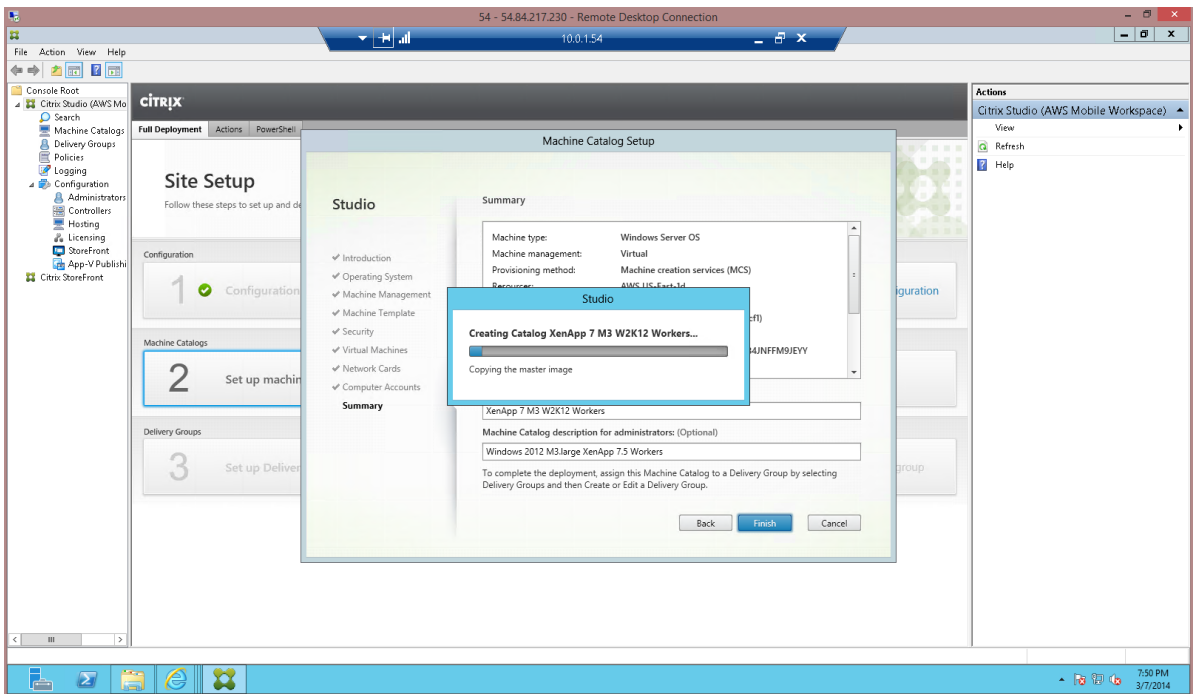 54 - 54.84.217.230 - Remote Desktop Connection
10.0.1.54
File Action View Help
Console Root
Citrix Studio (AWS Mo
Search
Machine Catalogs
Delivery Groups
Policies
Logging
Configuration
Administrators
Controllers
Hosting
Licensing
StoreFront
App-V Publishi
Citrix StoreFront
CITRIX
Full Deployment Actions PowerShell
Site Setup
Follow these steps to set up and de
Configuration
1 Configuration
iguration
Machine Catalogs
2 Set up machin
Delivery Groups
3 Set up Deliver
group
Machine Catalog Setup
Studio
Introduction
Operating System
Machine Management
Machine Template
Security
Virtual Machines
Network Cards
Computer Accounts
Summary
Summary
Machine type: Windows Server OS
Machine management: Virtual
Provisioning method: Machine creation services (MCS)
Resources: AWS US-East-1d
cf1)
4JNFFM9JEYY
Studio
Creating Catalog XenApp 7 M3 W2K12 Workers...
Copying the master image
XenApp 7 M3 W2K12 Workers
Machine Catalog description for administrators: (Optional)
Windows 2012 M3.large XenApp 7.5 Workers
To complete the deployment, assign this Machine Catalog to a Delivery Group by selecting
Delivery Groups and then Create or Edit a Delivery Group.
Back Finish Cancel
Actions
Citrix Studio (AWS Mobile Workspace)
View
Refresh
Help
7:50 PM
3/7/2014